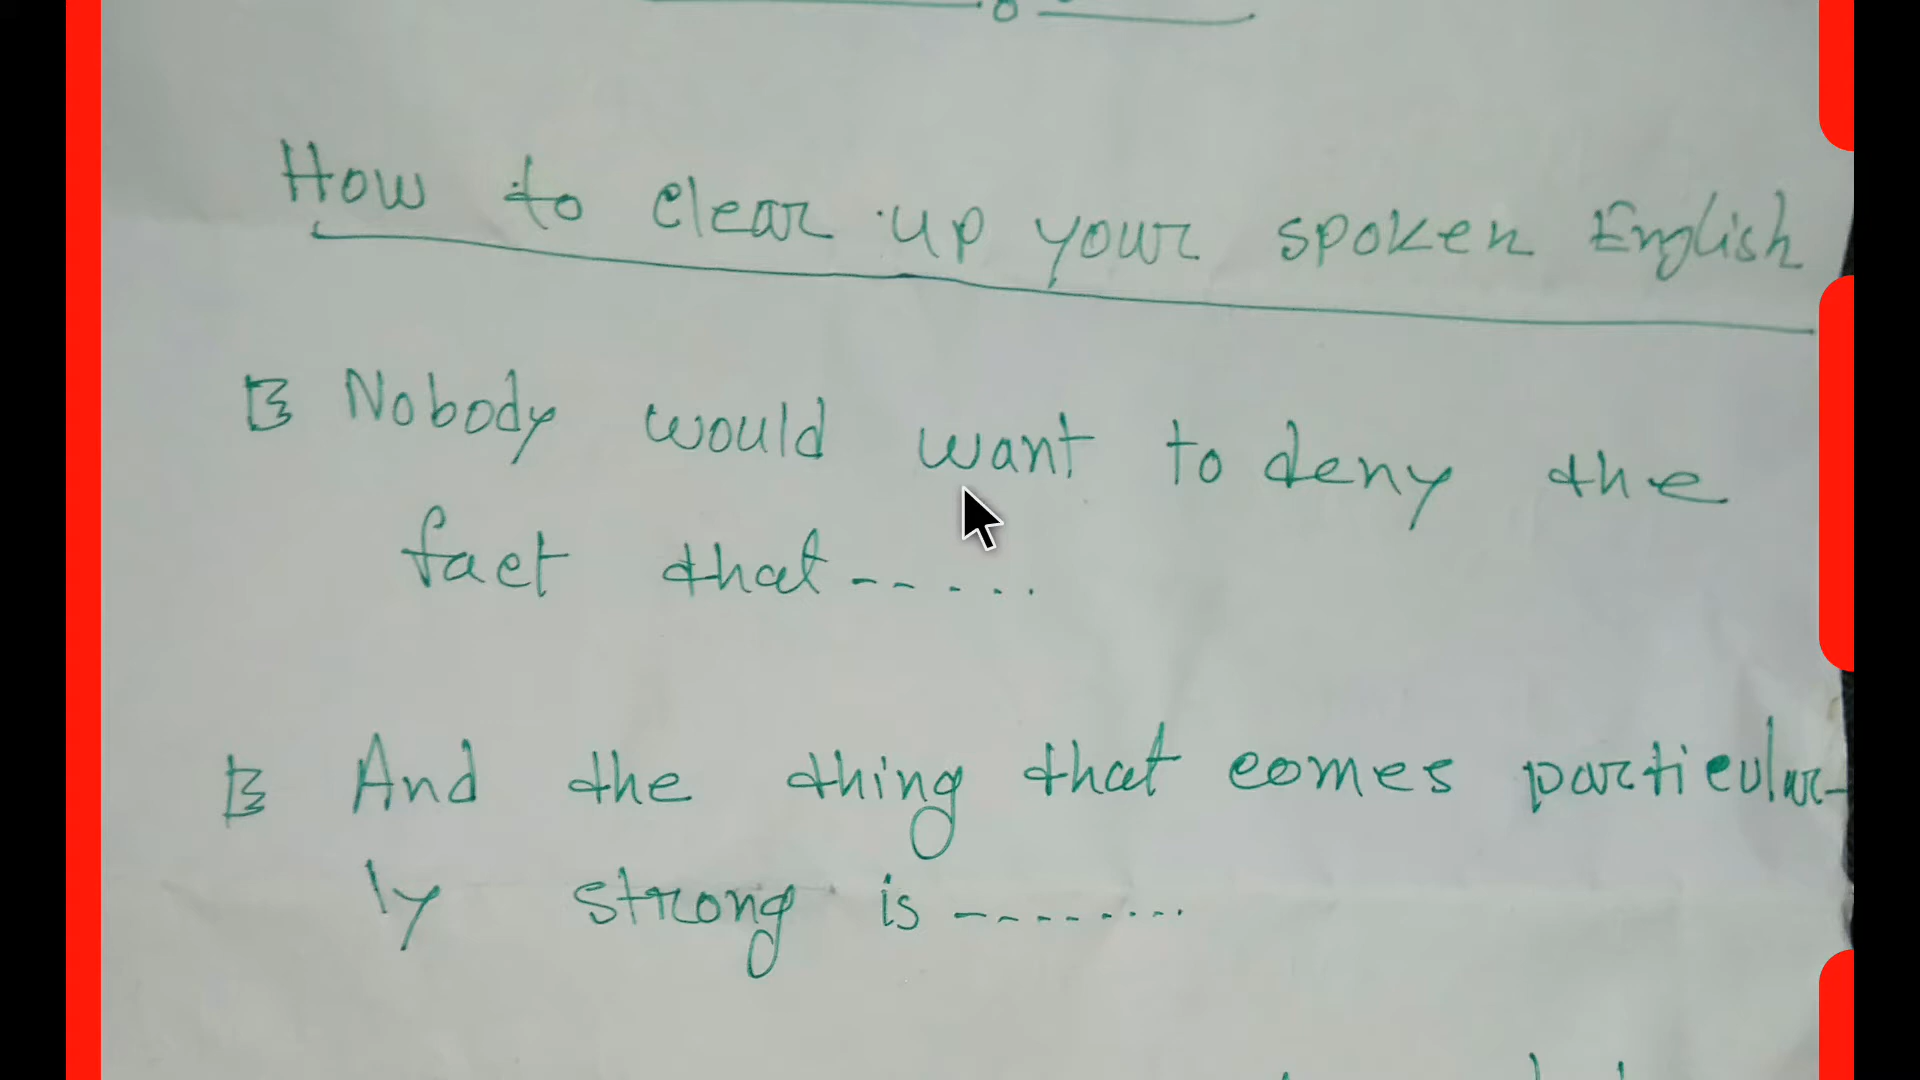 How to clear up your spoken English
Nobody would want to deny the
fact that-----
And the thing that comes particular-
ly strong is --------